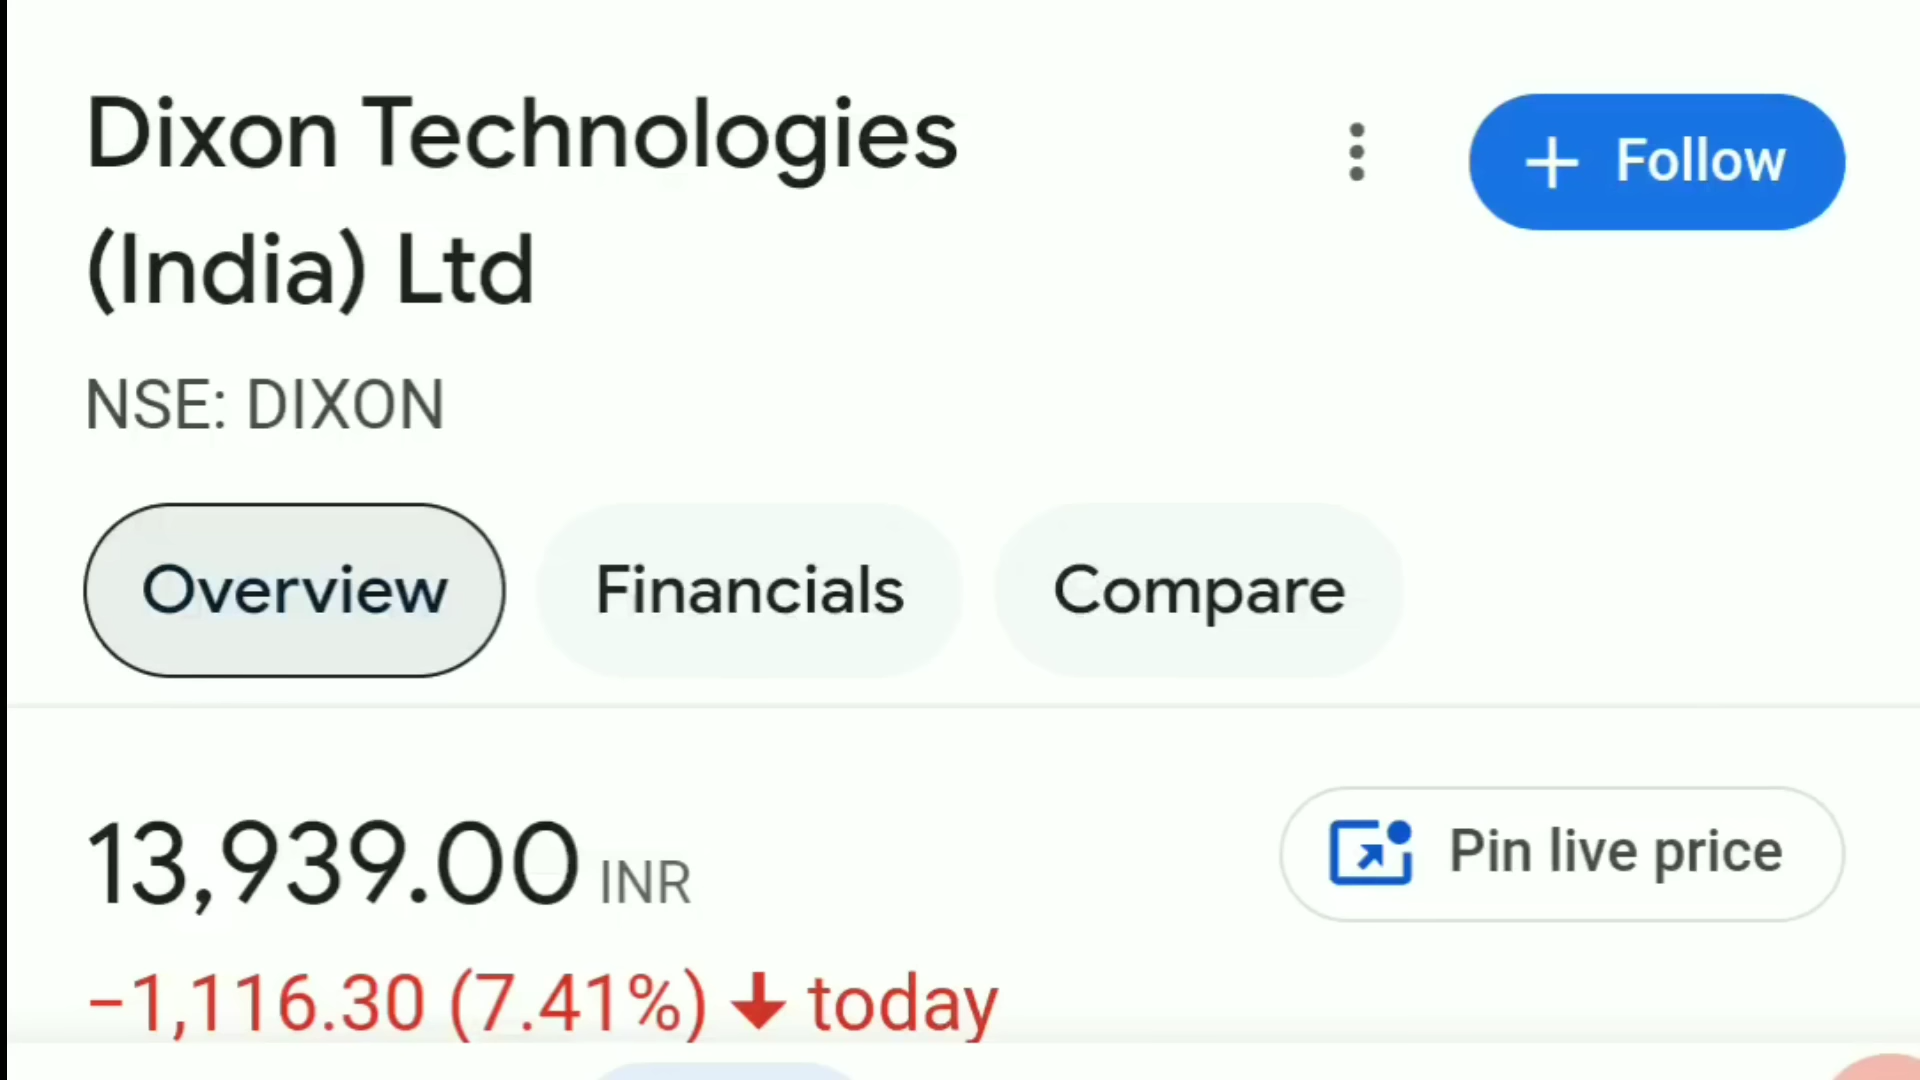 Dixon Technologies
(India) Ltd
+ Follow
NSE: DIXON
Overview Financials Compare
13,939.00 INR
Pin live price
−1,116.30 (7.41%) ↓ today